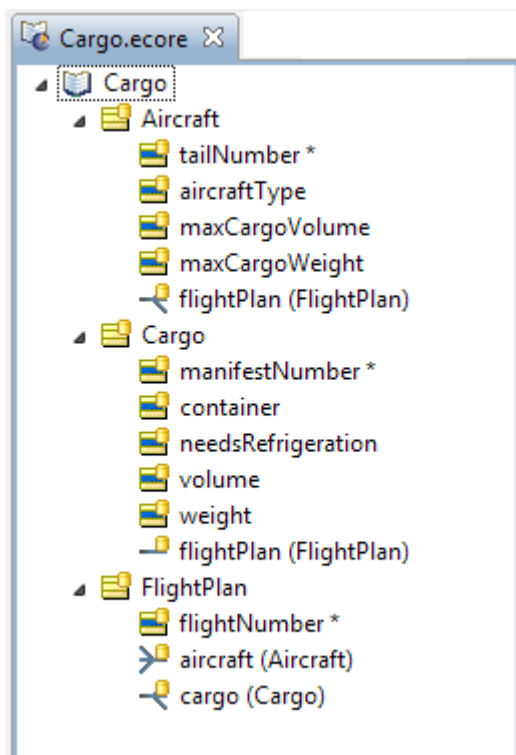 Cargo.ecore
Cargo
Aircraft
tailNumber *
aircraftType
maxCargoVolume
maxCargoWeight
flightPlan (FlightPlan)
Cargo
manifestNumber *
container
needsRefrigeration
volume
weight
flightPlan (FlightPlan)
FlightPlan
flightNumber *
aircraft (Aircraft)
cargo (Cargo)